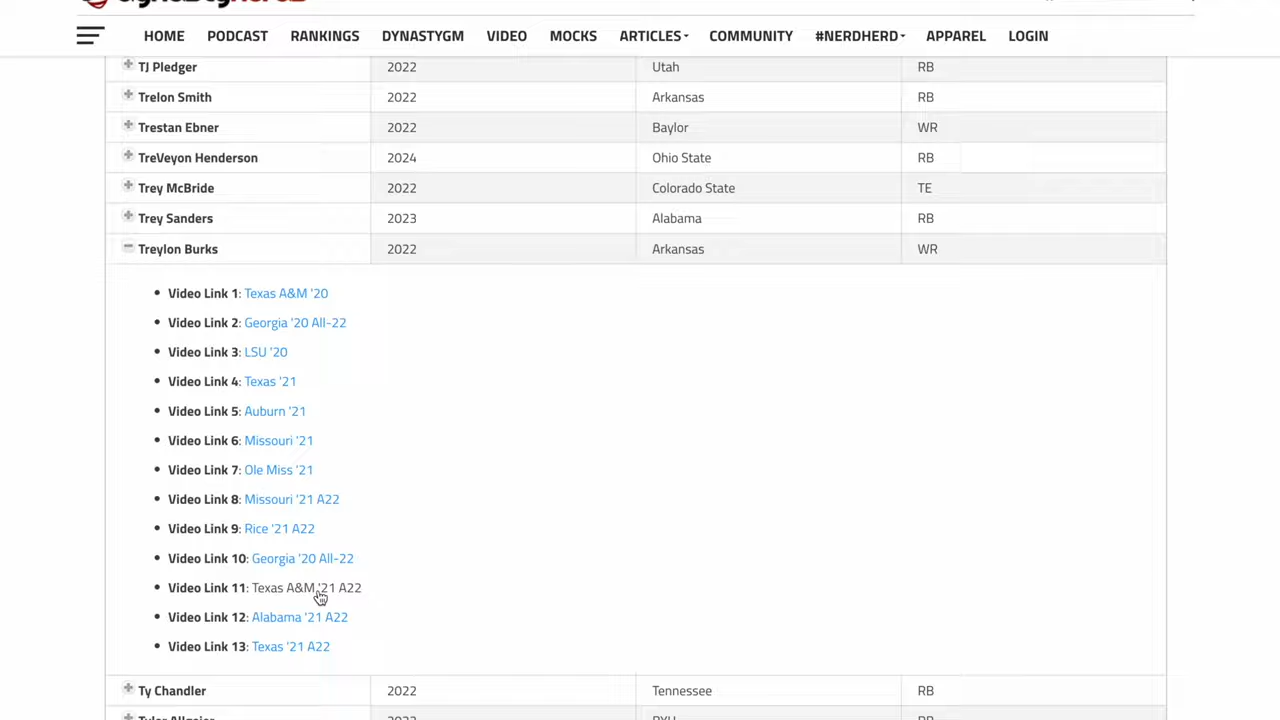 HOME PODCAST RANKINGS DYNASTYGM VIDEO MOCKS ARTICLES COMMUNITY #NERDHERD APPAREL LOGIN
TJ Pledger 2022 Utah RB
Trelon Smith 2022 Arkansas RB
Trestan Ebner 2022 Baylor WR
TreVeyon Henderson 2024 Ohio State RB
Trey McBride 2022 Colorado State TE
Trey Sanders 2023 Alabama RB
Treylon Burks 2022 Arkansas WR
Video Link 1: Texas A&M '20
Video Link 2: Georgia '20 All-22
Video Link 3: LSU '20
Video Link 4: Texas '21
Video Link 5: Auburn '21
Video Link 6: Missouri '21
Video Link 7: Ole Miss '21
Video Link 8: Missouri '21 A22
Video Link 9: Rice '21 A22
Video Link 10: Georgia '20 All-22
Video Link 11: Texas A&M '21 A22
Video Link 12: Alabama '21 A22
Video Link 13: Texas '21 A22
Ty Chandler 2022 Tennessee RB